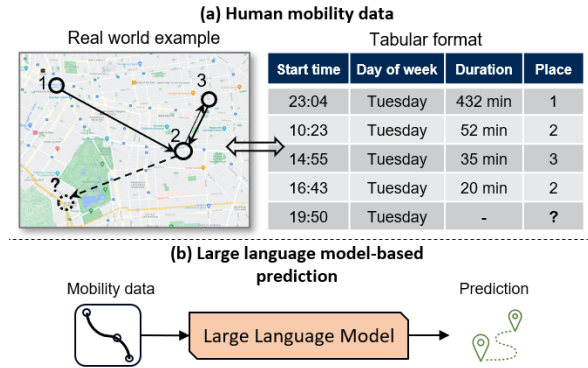 (a) Human mobility data
Real world example
1
3
2
?
Tabular format
Start time Day of week Duration Place
23:04 Tuesday 432 min 1
10:23 Tuesday 52 min 2
14:55 Tuesday 35 min 3
16:43 Tuesday 20 min 2
19:50 Tuesday - ?
(b) Large language model-based
prediction
Mobility data
Large Language Model
Prediction